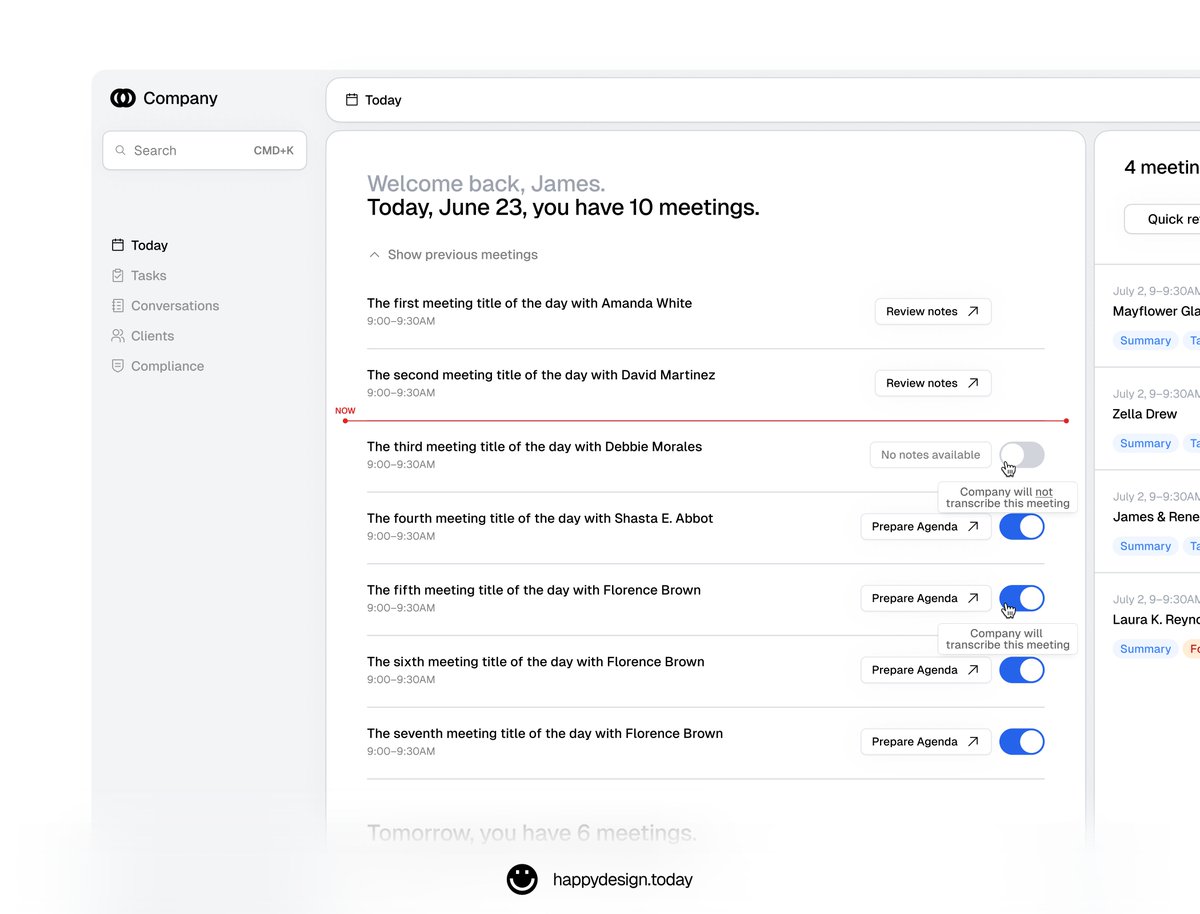 Company
Search
CMD+K
Today
Tasks
Conversations
Clients
Compliance
Today
Welcome back, James.
Today, June 23, you have 10 meetings.
Show previous meetings
The first meeting title of the day with Amanda White
9:00–9:30AM
Review notes
The second meeting title of the day with David Martinez
9:00–9:30AM
Review notes
NOW
The third meeting title of the day with Debbie Morales
9:00–9:30AM
No notes available
Company will not
transcribe this meeting
The fourth meeting title of the day with Shasta E. Abbot
9:00–9:30AM
Prepare Agenda
The fifth meeting title of the day with Florence Brown
9:00–9:30AM
Prepare Agenda
Company will
transcribe this meeting
The sixth meeting title of the day with Florence Brown
9:00–9:30AM
Prepare Agenda
The seventh meeting title of the day with Florence Brown
9:00–9:30AM
Prepare Agenda
Tomorrow, you have 6 meetings.
4 meetin
Quick re
July 2, 9–9:30AM
Mayflower Gla
Summary
Ta
July 2, 9–9:30AM
Zella Drew
Summary
Ta
July 2, 9–9:30AM
James & Rene
Summary
Ta
July 2, 9–9:30AM
Laura K. Reyno
Summary
Fo
happydesign.today